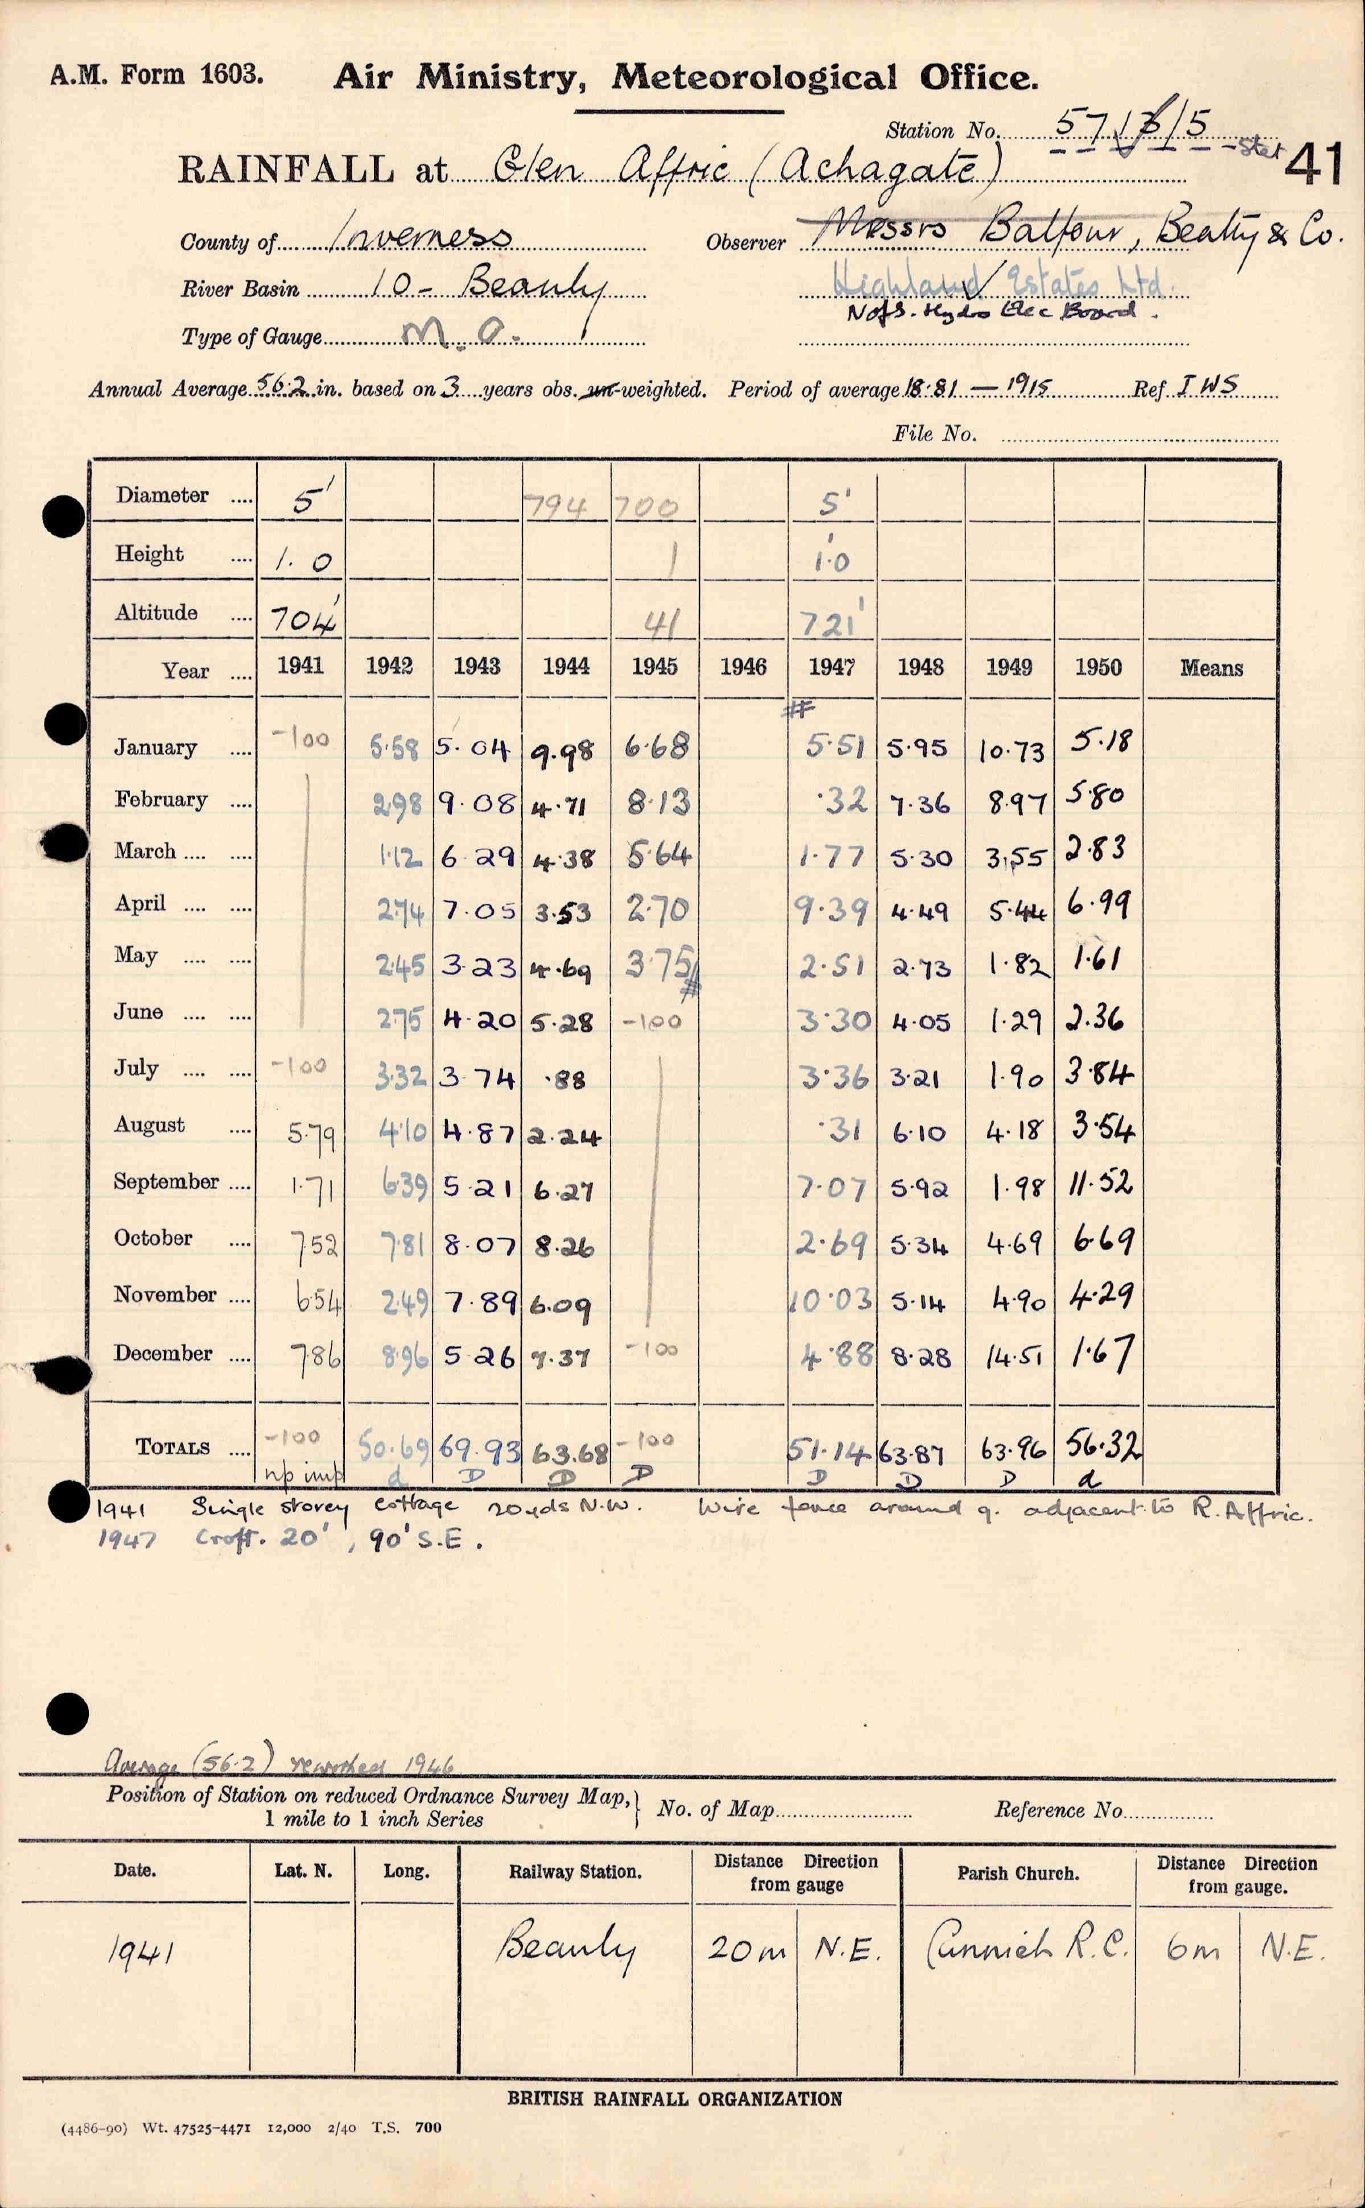 A.M. Form 1603. Air Ministry, Meteorological Office.
Station No. 57/3/5 Stet 41
RAINFALL at Glen Affric (Achagate)
County of Inverness Observer Messrs Balfour, Beatty & Co.
River Basin 10 - Beauly Highland Estates Ltd.
N of S. Hydro Elec Board.
Type of Gauge M.O.
Annual Average 56.2 in. based on 3 years obs. un-weighted. Period of average 1881 — 1915 Ref IWS
File No.
Diameter .... 5' 794 700 5'
Height .... 1.0 1 1.0
Altitude .... 704' 41 721'
Year .... 1941 1942 1943 1944 1945 1946 1947 1948 1949 1950 Means
#
January .... -100 5.58 5.04 9.98 6.68 5.51 5.95 10.73 5.18
February .... 2.98 9.08 4.71 8.13 .32 7.36 8.97 5.80
March .... .... 1.12 6.29 4.38 5.64 1.77 5.30 3.55 2.83
April .... .... 2.74 7.05 3.53 2.70 9.39 4.49 5.44 6.99
May .... .... 2.45 3.23 4.69 3.75 # 2.51 2.73 1.82 1.61
June .... .... 2.75 4.20 5.28 -100 3.30 4.05 1.29 2.36
July .... .... -100 3.32 3.74 .88 3.36 3.21 1.90 3.84
August .... 5.79 4.10 4.87 2.24 .31 6.10 4.18 3.54
September .... 1.71 6.39 5.21 6.27 7.07 5.92 1.98 11.52
October .... 7.52 7.81 8.07 8.26 2.69 5.34 4.69 6.69
November .... 6.54 2.49 7.89 6.09 10.03 5.14 4.90 4.29
December .... 7.86 8.96 5.26 7.37 -100 4.88 8.28 14.51 1.67
TOTALS .... -100 50.69 69.93 63.68 -100 51.14 63.87 63.96 56.32
np imp d D D D D D D d
1941 Single storey cottage 20yds N.W. Wire fence around g. adjacent to R. Affric.
1947 Croft. 20', 90' S.E.
Average (56.2) reworked 1946
Position of Station on reduced Ordnance Survey Map, 1 mile to 1 inch Series } No. of Map Reference No.
Date. Lat. N. Long. Railway Station. Distance Direction from gauge Parish Church. Distance Direction from gauge.
1941 Beauly 20m N.E. Cannich R.C. 6m N.E.
BRITISH RAINFALL ORGANIZATION
(4486-90) Wt. 47525-4471 12,000 2/40 T.S. 700